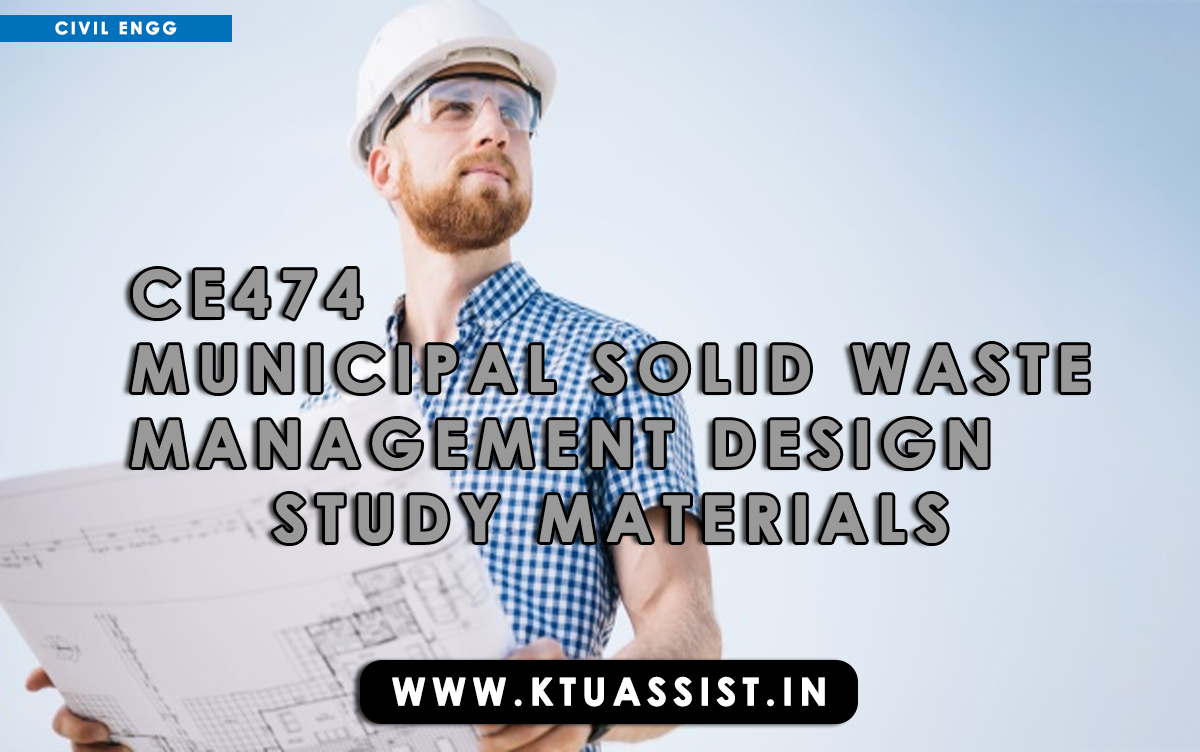 CIVIL ENGG
CE474
MUNICIPAL SOLID WASTE
MANAGEMENT DESIGN
STUDY MATERIALS
WWW.KTUASSIST.IN